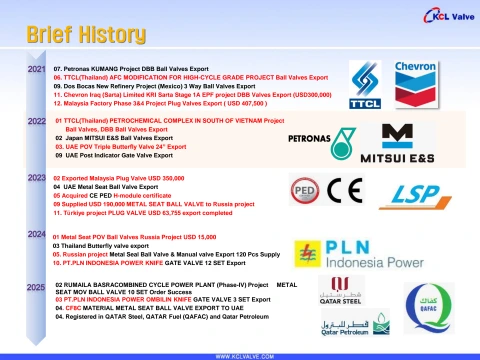 KCL Valve
Brief History
2021
07. Petronas KUMANG Project DBB Ball Valves Export
06. TTCL(Thailand) AFC MODIFICATION FOR HIGH-CYCLE GRADE PROJECT Ball Valves Export
09. Dos Bocas New Refinery Project (Mexico) 3 Way Ball Valves Export
11. Chevron Iraq (Sarta) Limited KRI Sarta Stage 1A EPF project DBB Valves Export (USD300,000)
12. Malaysia Factory Phase 3&4 Project Plug Valves Export ( USD 407,500 )
TTCL
Chevron
2022
01 TTCL(Thailand) PETROCHEMICAL COMPLEX IN SOUTH OF VIETNAM Project
Ball Valves, DBB Ball Valves Export
02 Japan MITSUI E&S Ball Valves Export
03. UAE POV Triple Butterfly Valve 24" Export
09 UAE Post Indicator Gate Valve Export
PETRONAS
MITSUI E&S
2023
02 Exported Malaysia Plug Valve USD 350,000
04 UAE Metal Seat Ball Valve Export
05 Acquired CE PED H-module certificate
09 Supplied USD 190,000 METAL SEAT BALL VALVE to Russia project
11. Türkiye project PLUG VALVE USD 63,755 export completed
PED
CE
LSP
2024
01 Metal Seat POV Ball Valves Russia Project USD 15,000
03 Thailand Butterfly valve export
05. Russian project Metal Seal Ball Valve & Manual valve Export 120 Pcs Supply
10. PT.PLN INDONESIA POWER KNIFE GATE VALVE 12 SET Export
PLN
Indonesia Power
2025
02 RUMAILA BASRACOMBINED CYCLE POWER PLANT (Phase-IV) Project METAL
SEAT MOV BALL VALVE 10 SET Order Success
03 PT.PLN INDONESIA POWER OMBILIN KNIFE GATE VALVE 3 SET Export
04. CF8C MATERIAL METAL SEAT BALL VALVE EXPORT TO UAE
04. Registered in QATAR Steel, QATAR Fuel (QAFAC) and Qatar Petroleum
قطر ستيل
QATAR STEEL
قطر للبترول
Qatar Petroleum
كفاك
QAFAC
WWW.KCLVALVE.COM